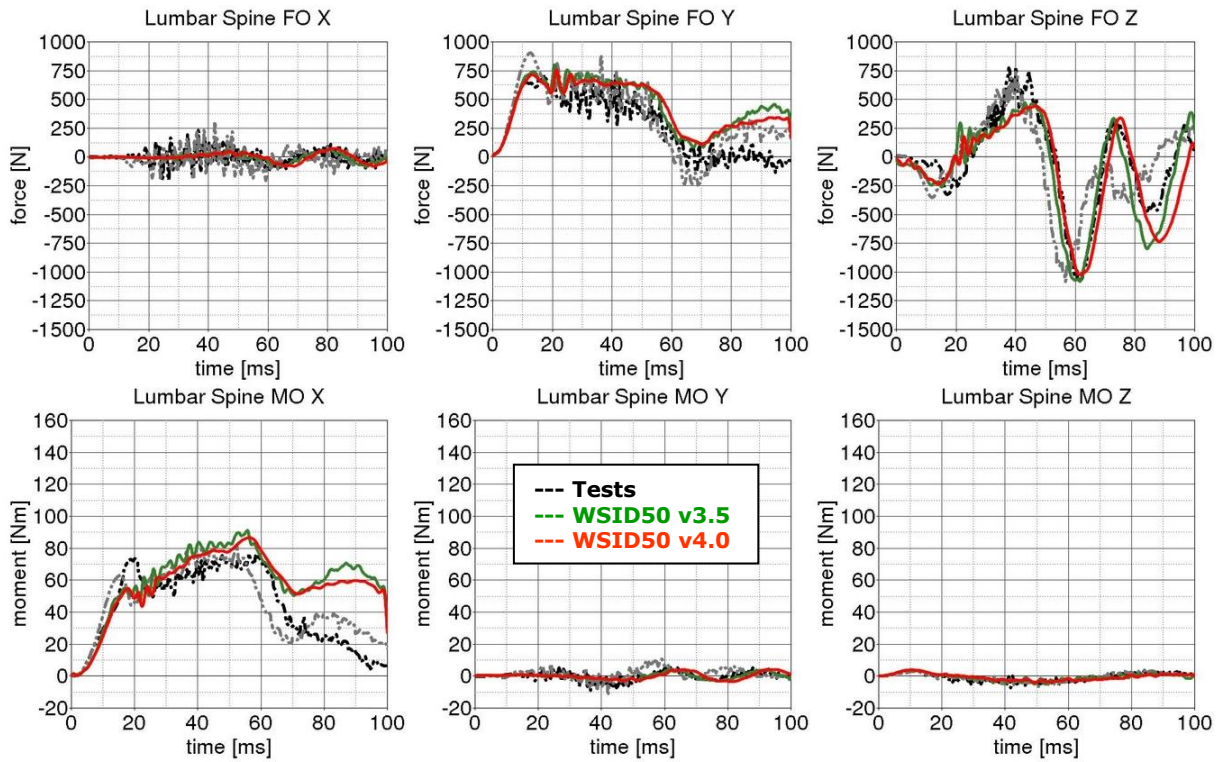 Lumbar Spine FO X
1000
750
500
250
0
-250
-500
-750
-1000
-1250
-1500
force [N]
0 20 40 60 80 100
time [ms]
Lumbar Spine FO Y
1000
750
500
250
0
-250
-500
-750
-1000
-1250
-1500
force [N]
0 20 40 60 80 100
time [ms]
Lumbar Spine FO Z
1000
750
500
250
0
-250
-500
-750
-1000
-1250
-1500
force [N]
0 20 40 60 80 100
time [ms]
Lumbar Spine MO X
160
140
120
100
80
60
40
20
0
-20
moment [Nm]
0 20 40 60 80 100
time [ms]
Lumbar Spine MO Y
160
140
120
100
80
60
40
20
0
-20
moment [Nm]
0 20 40 60 80 100
time [ms]
--- Tests
--- WSID50 v3.5
--- WSID50 v4.0
Lumbar Spine MO Z
160
140
120
100
80
60
40
20
0
-20
moment [Nm]
0 20 40 60 80 100
time [ms]